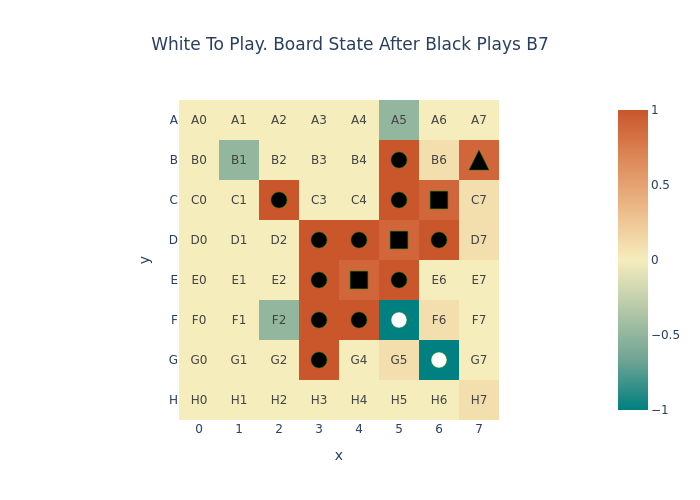 White To Play. Board State After Black Plays B7
A A0 A1 A2 A3 A4 A5 A6 A7
B B0 B1 B2 B3 B4 B6
C C0 C1 C3 C4 C7
D D0 D1 D2 D7
E E0 E1 E2 E6 E7
F F0 F1 F2 F6 F7
G G0 G1 G2 G4 G5 G7
H H0 H1 H2 H3 H4 H5 H6 H7
0 1 2 3 4 5 6 7
x
y
1
0.5
0
−0.5
−1